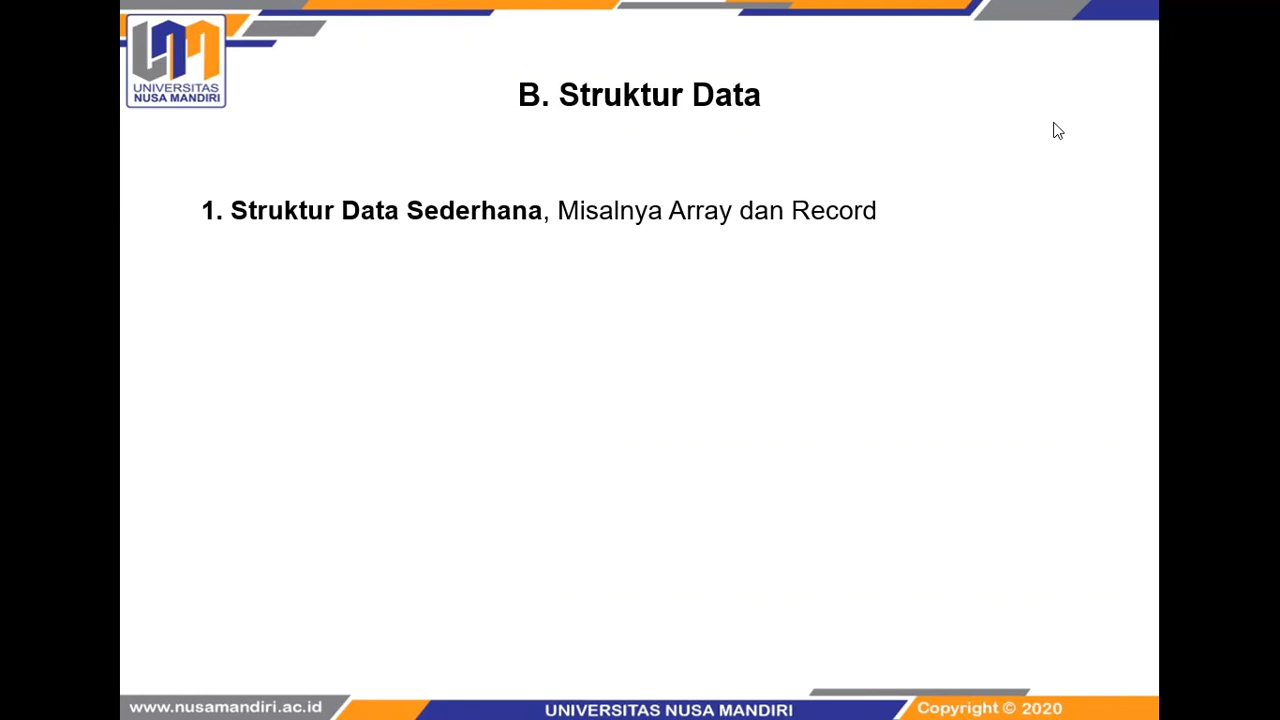 UNIVERSITAS
NUSA MANDIRI
B. Struktur Data
1. Struktur Data Sederhana, Misalnya Array dan Record
www.nusamandiri.ac.id
UNIVERSITAS NUSA MANDIRI
Copyright © 2020